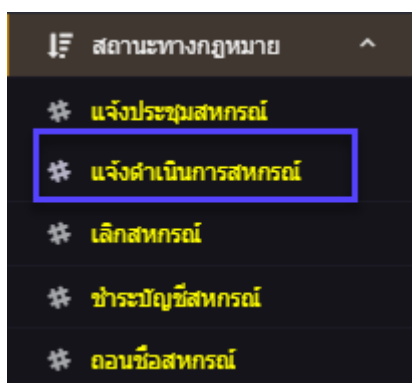 สถานะทางกฎหมาย
แจ้งประชุมสหกรณ์
แจ้งดำเนินการสหกรณ์
เลิกสหกรณ์
ชำระบัญชีสหกรณ์
ถอนชื่อสหกรณ์